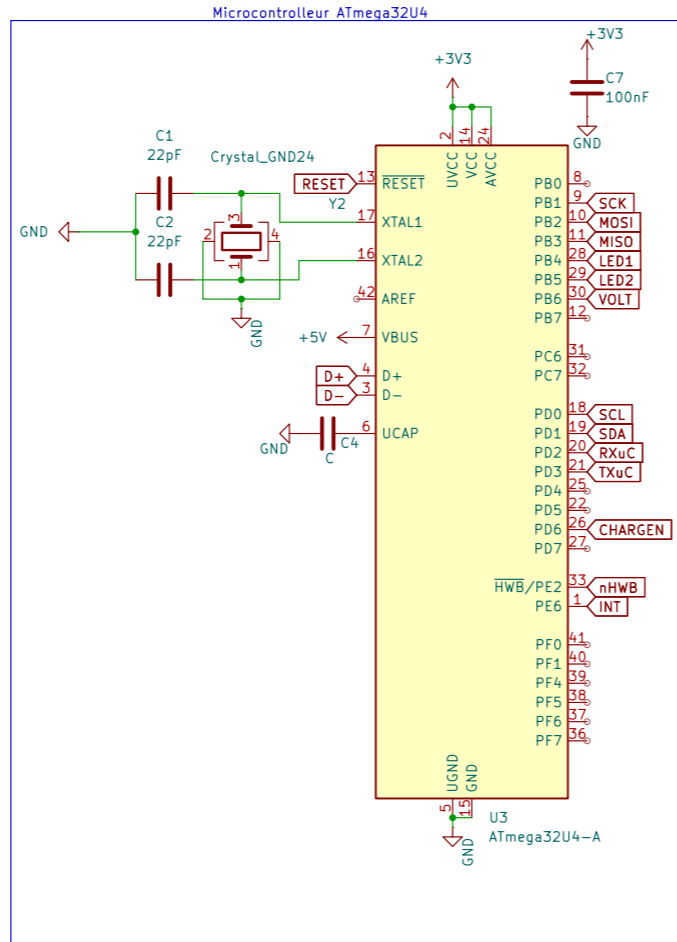 Microcontrolleur ATmega32U4
+3V3
C7
100nF
GND
+3V3
2
14
24
UVCC
VCC
AVCC
C1
22pF
C2
22pF
GND
Crystal_GND24
Y2
3
2
4
1
GND
RESET
13
RESET
17
XTAL1
16
XTAL2
42
AREF
+5V
7
VBUS
D+
4
D+
D-
3
D-
GND
C4
C
6
UCAP
PB0
8
PB1
9
SCK
PB2
10
MOSI
PB3
11
MISO
PB4
28
LED1
PB5
29
LED2
PB6
30
VOLT
PB7
12
PC6
31
PC7
32
PD0
18
SCL
PD1
19
SDA
PD2
20
RXuC
PD3
21
TXuC
PD4
25
PD5
22
PD6
26
CHARGEN
PD7
27
HWB/PE2
33
nHWB
PE6
1
INT
PF0
41
PF1
40
PF4
39
PF5
38
PF6
37
PF7
36
UGND
GND
5
15
GND
U3
ATmega32U4-A